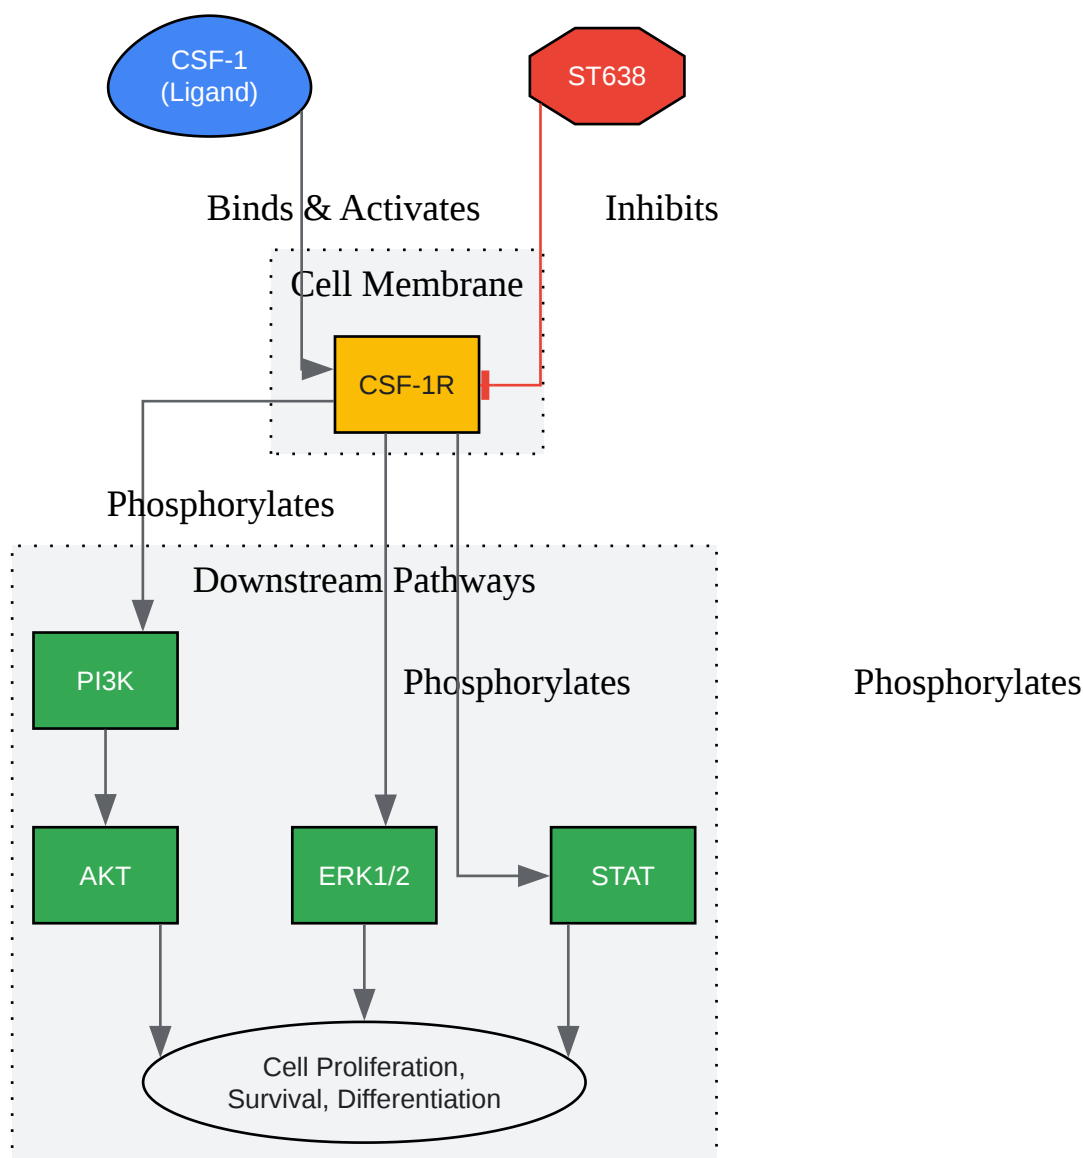 CSF-1
(Ligand)
ST638
Binds & Activates
Inhibits
Cell Membrane
CSF-1R
Phosphorylates
Downstream Pathways
PI3K
Phosphorylates
Phosphorylates
AKT
ERK1/2
STAT
Cell Proliferation,
Survival, Differentiation